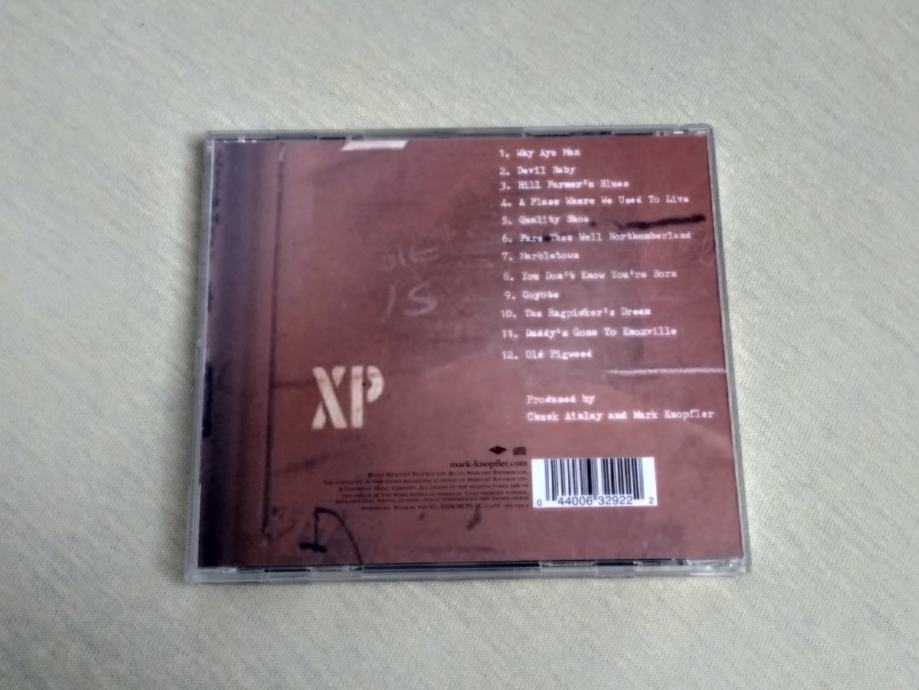 1. Way Aye Man
2. Devil Baby
3. Hill Farmer's Blues
4. A Place Where We Used To Live
5. Quality Shoe
6. Fare Thee Well Northumberland
7. Marbletown
8. You Don't Know You're Born
9. Coyote
10. The Ragpicker's Dream
11. Daddy's Gone To Knoxville
12. Old Pigweed
IS
XP
Produced by
Chuck Ainlay and Mark Knopfler
mark-knopfler.com
0 44006 32922 2